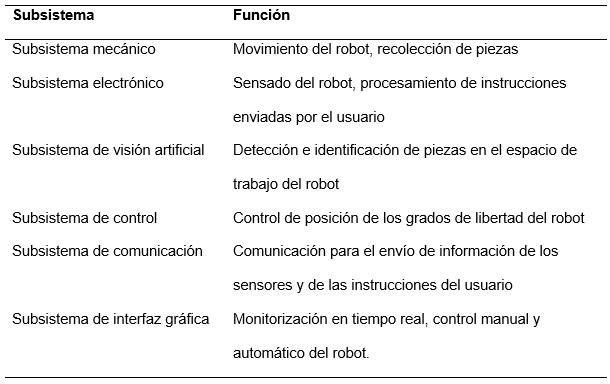 Subsistema Función
Subsistema mecánico Movimiento del robot, recolección de piezas
Subsistema electrónico Sensado del robot, procesamiento de instrucciones
enviadas por el usuario
Subsistema de visión artificial Detección e identificación de piezas en el espacio de
trabajo del robot
Subsistema de control Control de posición de los grados de libertad del robot
Subsistema de comunicación Comunicación para el envío de información de los
sensores y de las instrucciones del usuario
Subsistema de interfaz gráfica Monitorización en tiempo real, control manual y
automático del robot.